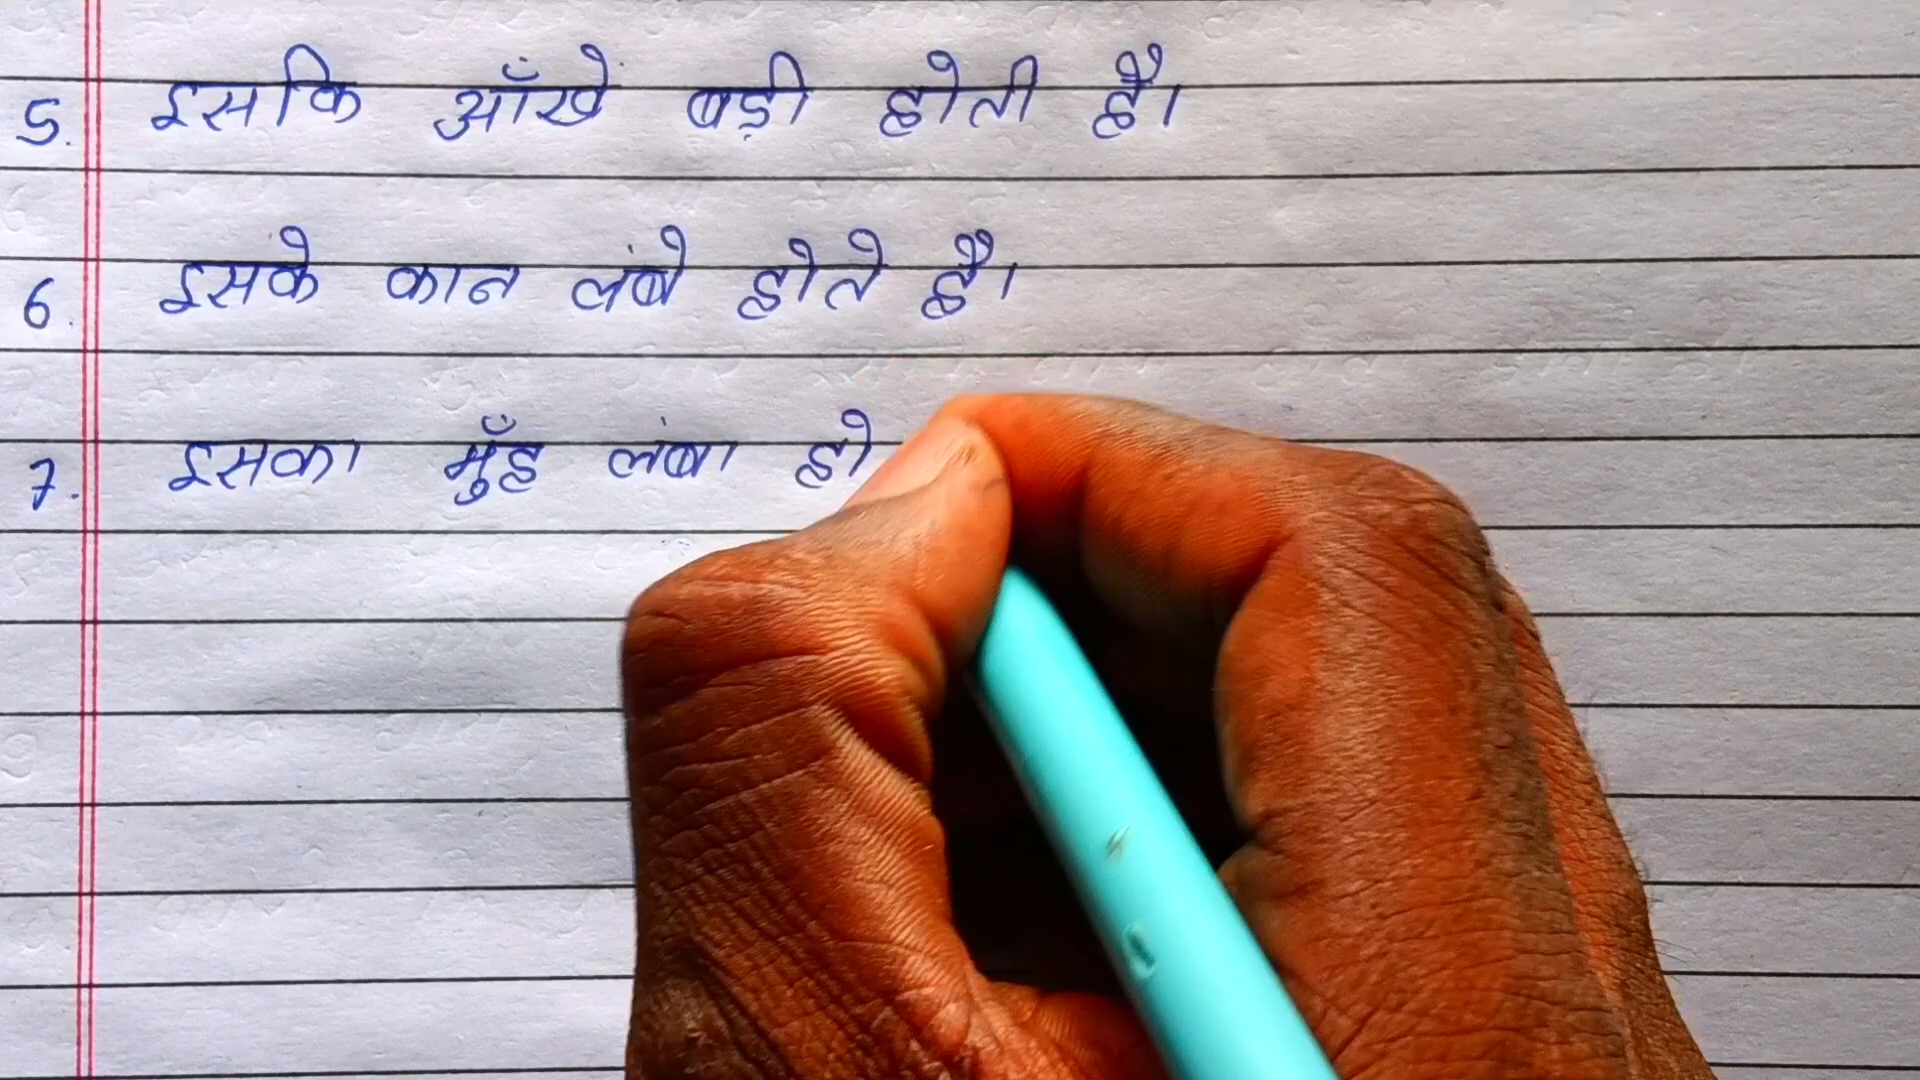 5. इसकि आँखे बड़ी होती है।
6. इसके कान लंबे होते है।
7. इसका मुँह लंबा हो